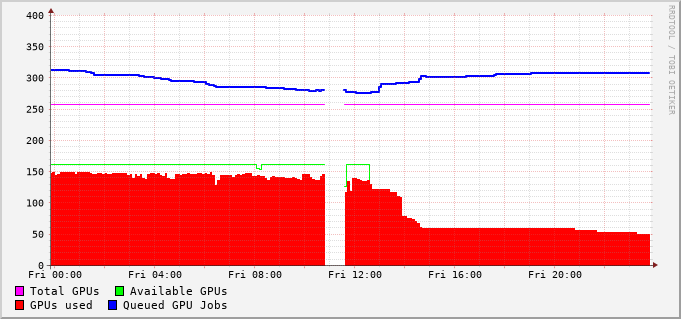 400
350
300
250
200
150
100
50
0
Fri 00:00 Fri 04:00 Fri 08:00 Fri 12:00 Fri 16:00 Fri 20:00
Total GPUs Available GPUs
GPUs used Queued GPU Jobs
RRDTOOL / TOBI OETIKER